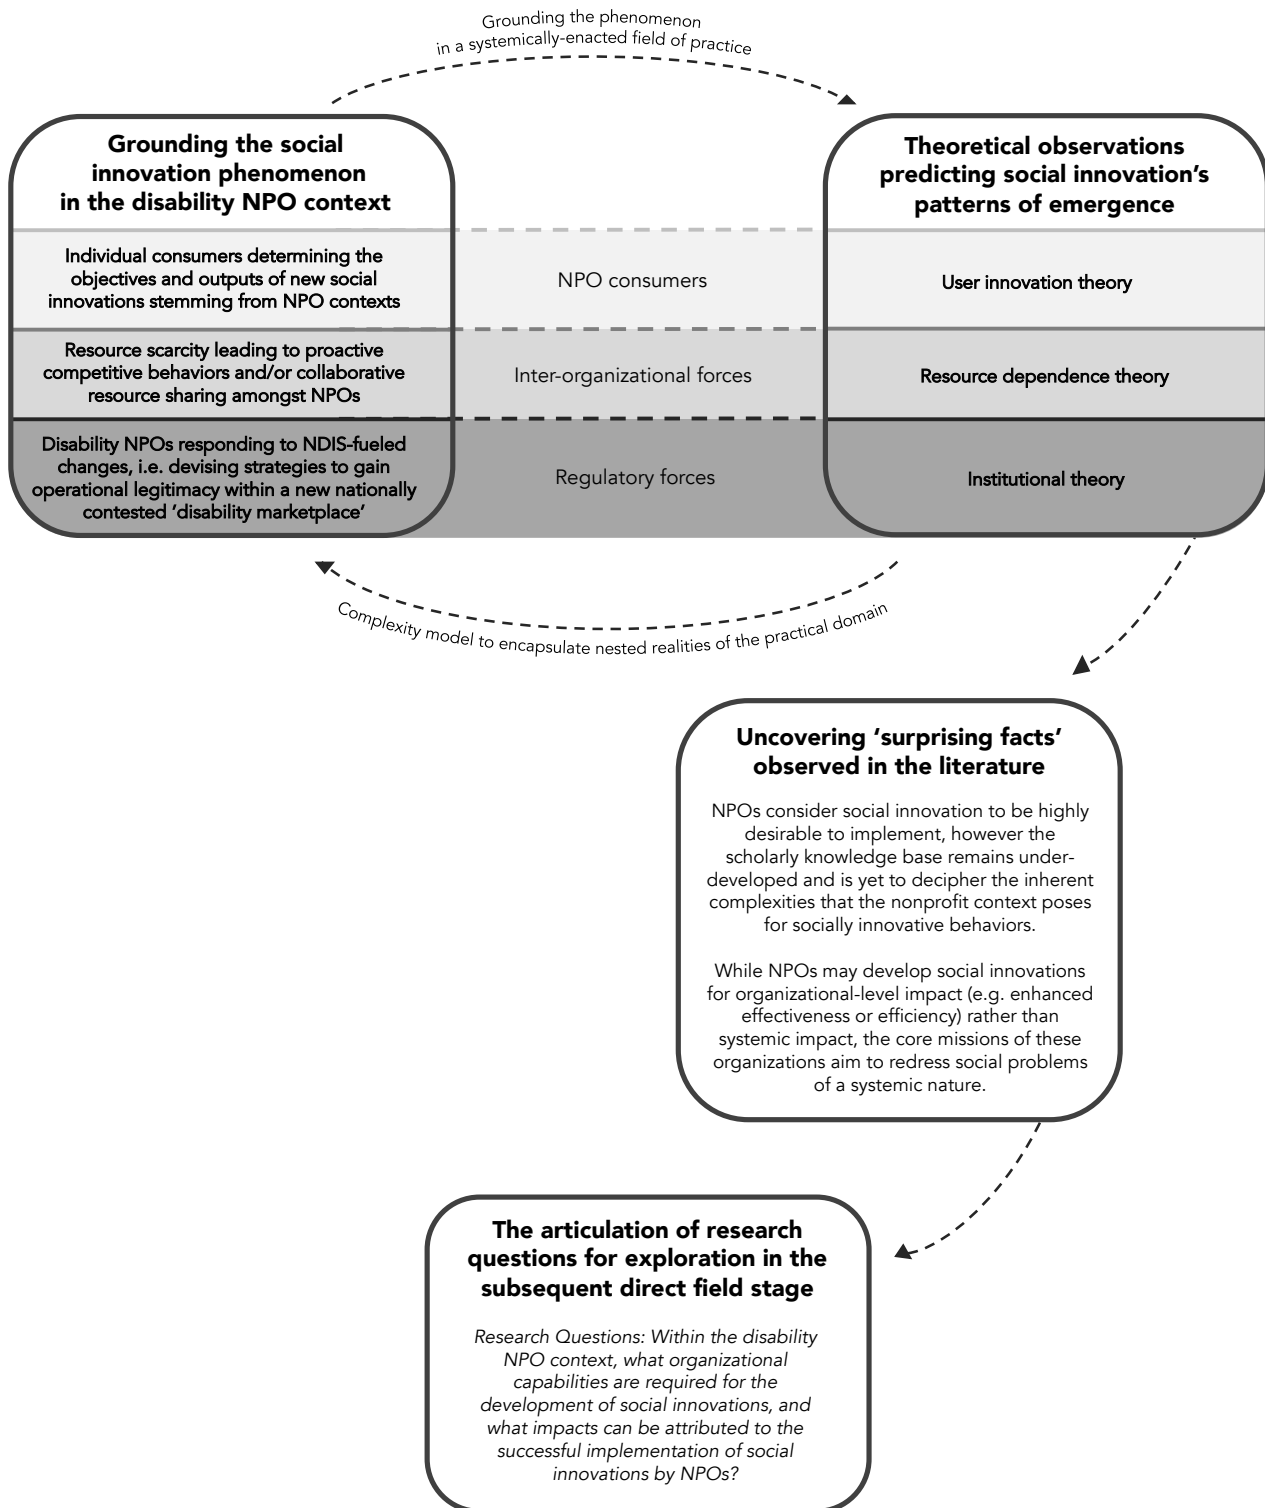 Grounding the phenomenon
in a systemically-enacted field of practice
Grounding the social
innovation phenomenon
in the disability NPO context
Theoretical observations
predicting social innovation’s
patterns of emergence
Individual consumers determining the
objectives and outputs of new social
innovations stemming from NPO contexts
NPO consumers
User innovation theory
Resource scarcity leading to proactive
competitive behaviors and/or collaborative
resource sharing amongst NPOs
Inter-organizational forces
Resource dependence theory
Disability NPOs responding to NDIS-fueled
changes, i.e. devising strategies to gain
operational legitimacy within a new nationally
contested ‘disability marketplace’
Regulatory forces
Institutional theory
Complexity model to encapsulate nested realities of the practical domain
Uncovering ‘surprising facts’
observed in the literature
NPOs consider social innovation to be highly
desirable to implement, however the
scholarly knowledge base remains under-
developed and is yet to decipher the inherent
complexities that the nonprofit context poses
for socially innovative behaviors.
While NPOs may develop social innovations
for organizational-level impact (e.g. enhanced
effectiveness or efficiency) rather than
systemic impact, the core missions of these
organizations aim to redress social problems
of a systemic nature.
The articulation of research
questions for exploration in the
subsequent direct field stage
Research Questions: Within the disability
NPO context, what organizational
capabilities are required for the
development of social innovations, and
what impacts can be attributed to the
successful implementation of social
innovations by NPOs?